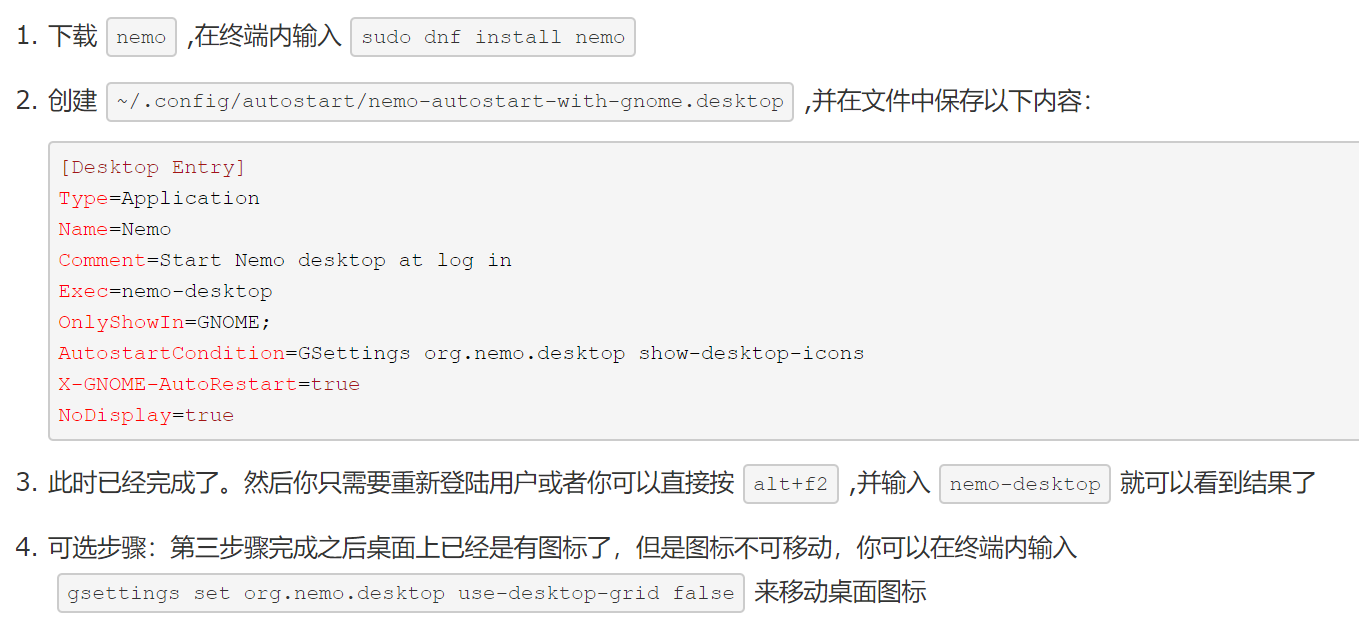 1. 下载 nemo ,在终端内输入 sudo dnf install nemo
2. 创建 ~/.config/autostart/nemo-autostart-with-gnome.desktop ,并在文件中保存以下内容：
[Desktop Entry]
Type=Application
Name=Nemo
Comment=Start Nemo desktop at log in
Exec=nemo-desktop
OnlyShowIn=GNOME;
AutostartCondition=GSettings org.nemo.desktop show-desktop-icons
X-GNOME-AutoRestart=true
NoDisplay=true
3. 此时已经完成了。然后你只需要重新登陆用户或者你可以直接按 alt+f2 ,并输入 nemo-desktop 就可以看到结果了
4. 可选步骤：第三步骤完成之后桌面上已经是有图标了，但是图标不可移动，你可以在终端内输入
gsettings set org.nemo.desktop use-desktop-grid false 来移动桌面图标